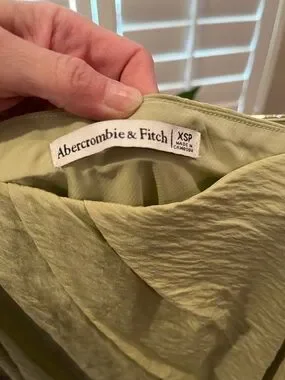 Abercrombie & Fitch
XSP
MADE IN
CAMBODIA